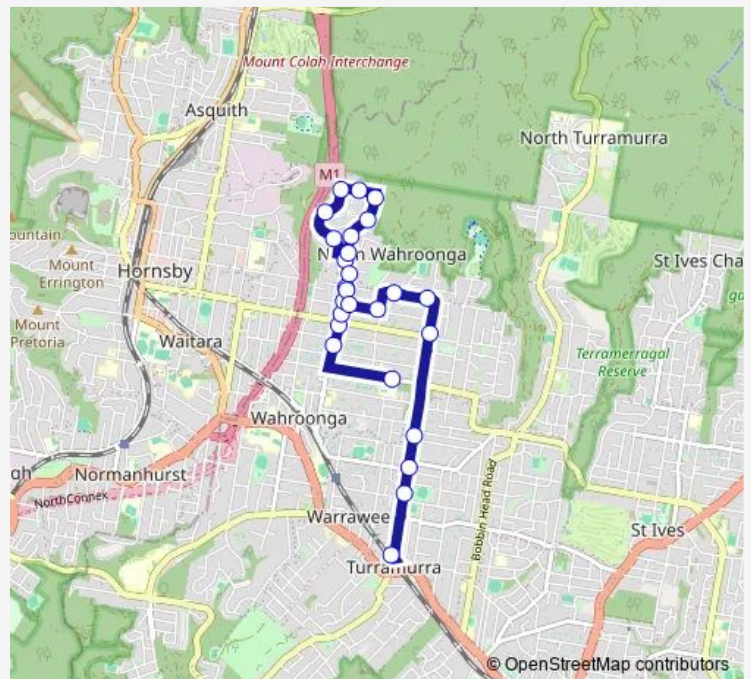 Mount Colah Interchange
Asquith
North Turramurra
M1
ountain
Mount
Errington
Hornsby
Wahroonga
St Ives Cha
Mount
Pretoria
Waitara
Terramerragal
Reserve
Wahroonga
gh
Normanhurst
NorthConnex
Bobbin Head Road
Warrawee
St Ives
Turramurra
© OpenStreetMap contributors